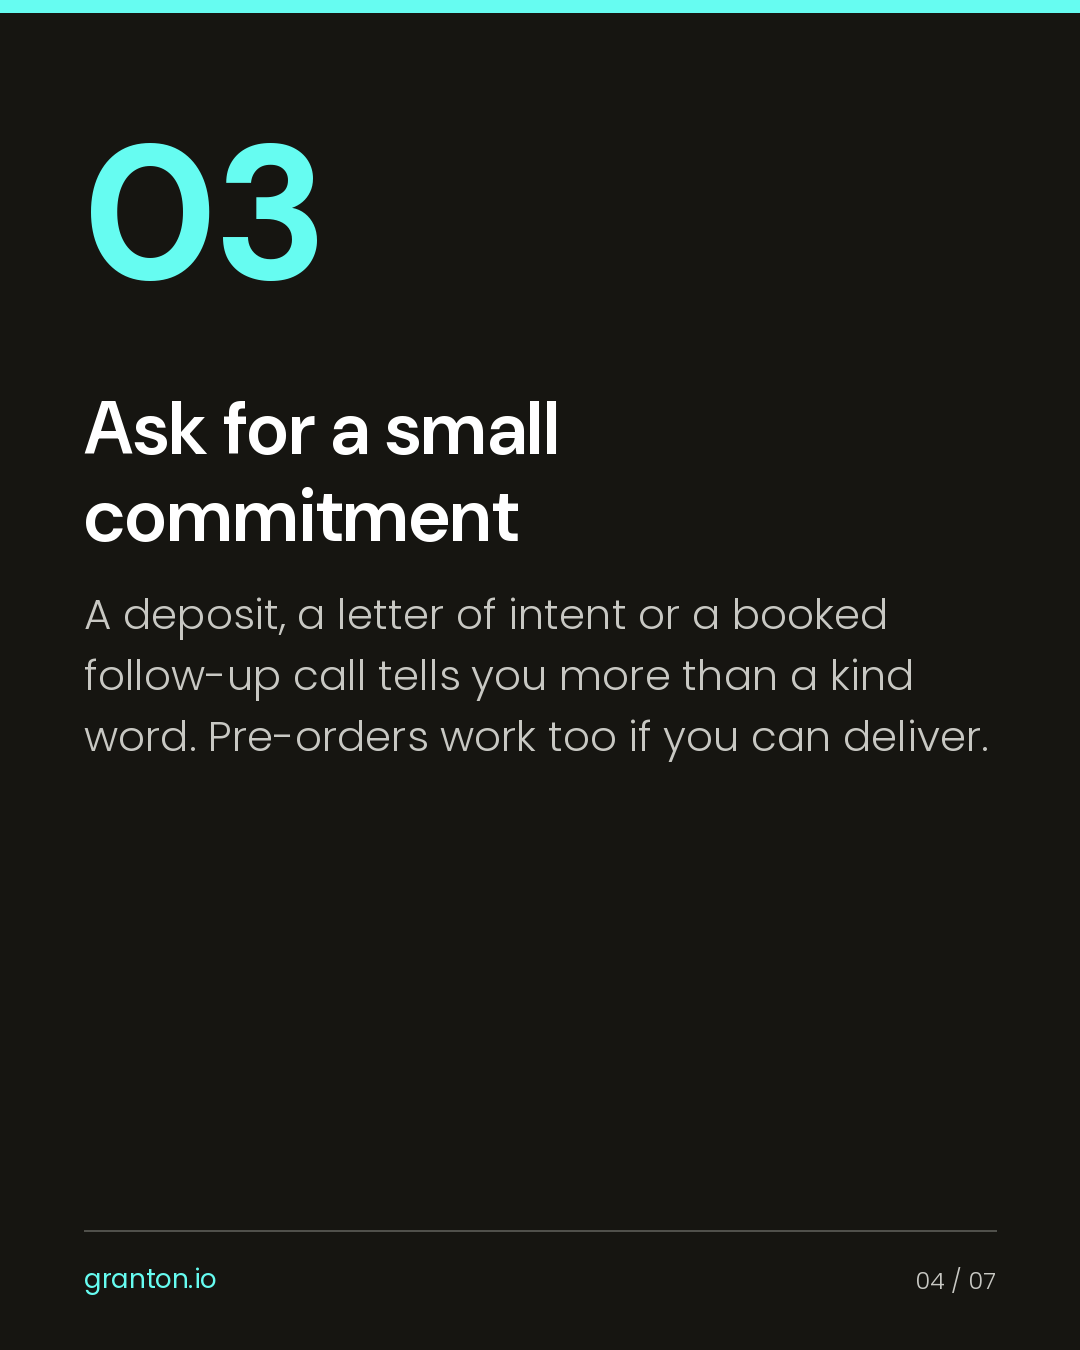 03
Ask for a small
commitment
A deposit, a letter of intent or a booked
follow-up call tells you more than a kind
word. Pre-orders work too if you can deliver.
granton.io
04 / 07